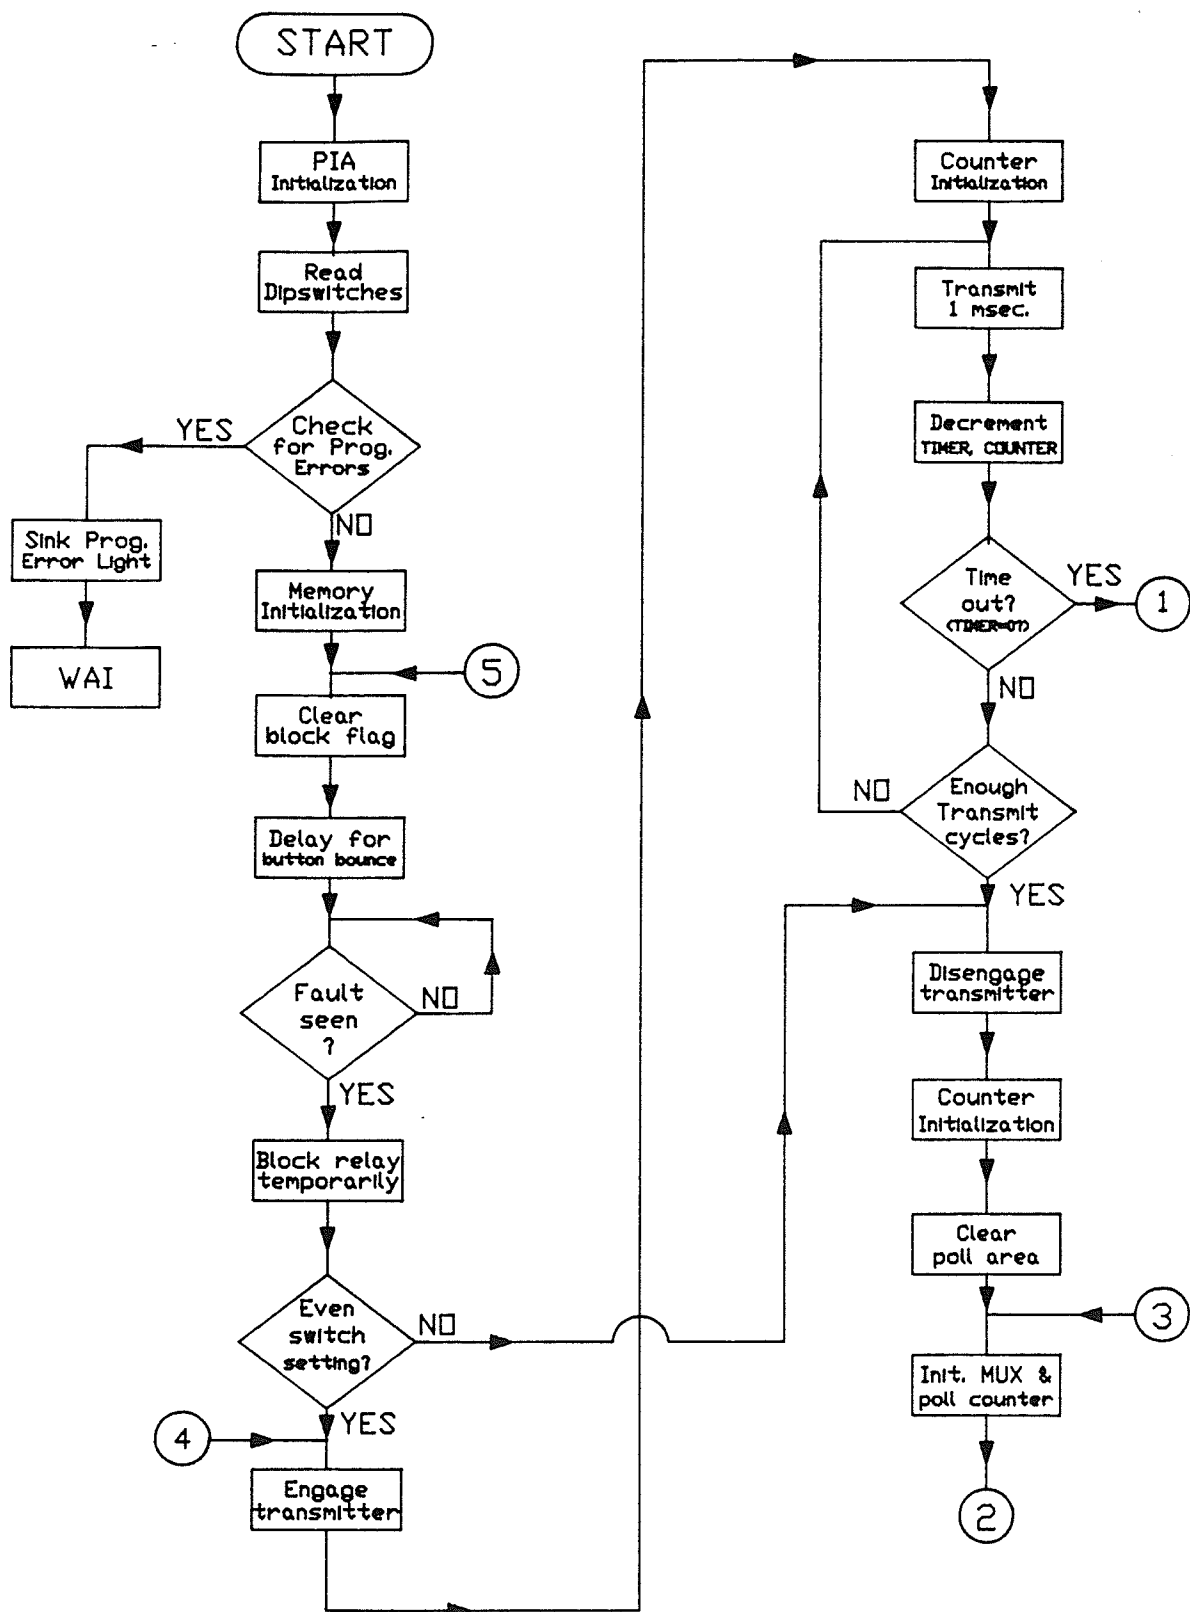 START
PIA
Initialization
Read
Dipswitches
Check
for Prog.
Errors
YES
NO
Sink Prog.
Error Light
WAI
Memory
Initialization
5
Clear
block flag
Delay for
button bounce
Fault
seen
?
NO
YES
Block relay
temporarily
Even
switch
setting?
NO
YES
4
Engage
transmitter
Counter
Initialization
Transmit
1 msec.
Decrement
TIMER, COUNTER
Time
out?
(TIMER=0?)
YES
1
NO
Enough
Transmit
cycles?
NO
YES
Disengage
transmitter
Counter
Initialization
Clear
poll area
3
Init. MUX &
poll counter
2